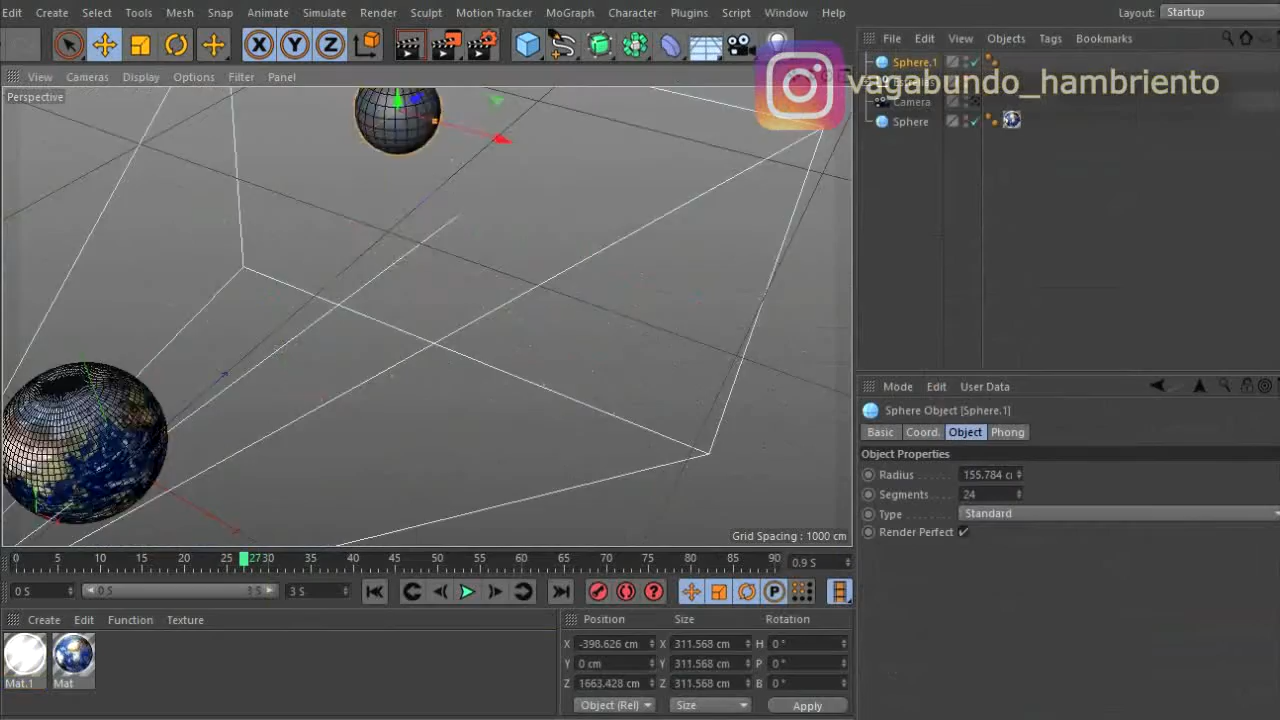 Edit Create Select Tools Mesh Snap Animate Simulate Render Sculpt Motion Tracker MoGraph Character Plugins Script Window Help Layout: Startup
X Y Z
File Edit View Objects Tags Bookmarks
View Cameras Display Options Filter Panel
Perspective
vagabundo_hambriento
Sphere.1
Camera
Sphere
Mode Edit User Data
Sphere Object [Sphere.1]
Basic Coord. Object Phong
Object Properties
Radius 155.784 c
Segments 24
Type Standard
Render Perfect
Grid Spacing : 1000 cm
0 5 10 15 20 25 27 30 35 40 45 50 55 60 65 70 75 80 85 90 0.9 S
0 S 0 S 3 S 3 S P
Create Edit Function Texture
Mat.1 Mat
Position Size Rotation
X -398.626 cm X 311.568 cm H 0 °
Y 0 cm Y 311.568 cm P 0 °
Z 1663.428 cm Z 311.568 cm B 0 °
Object (Rel) Size Apply